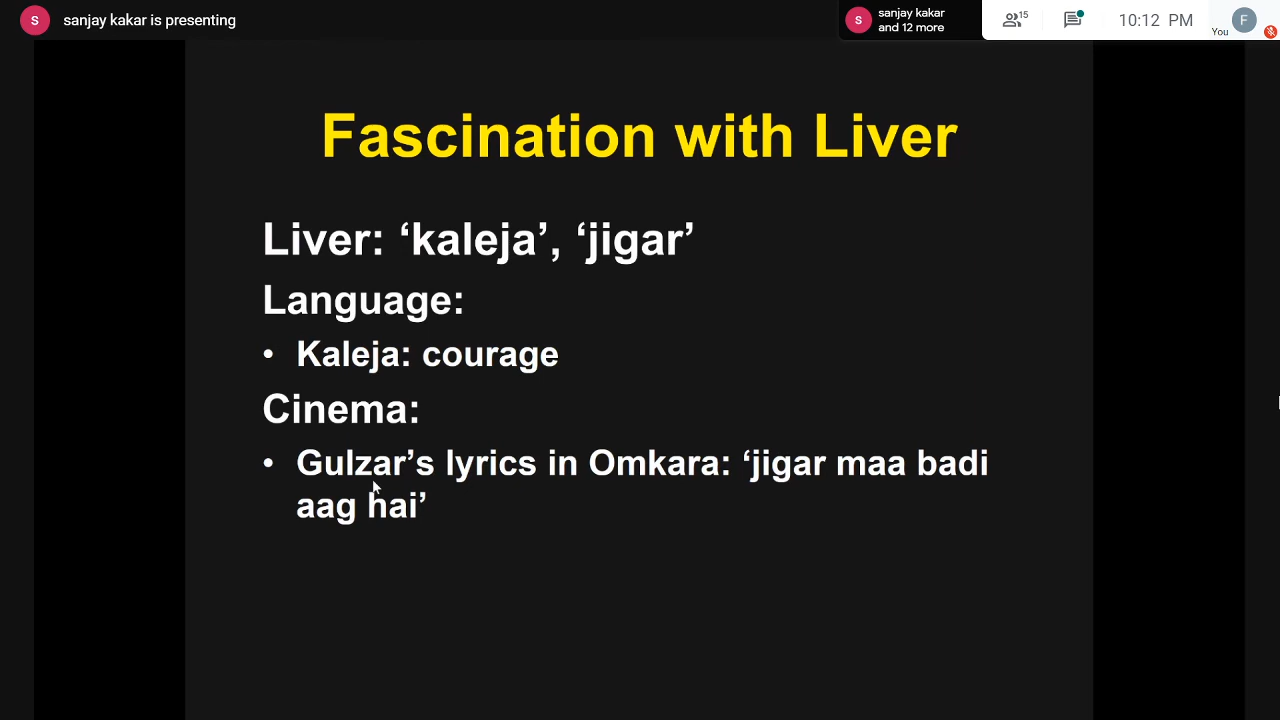 S sanjay kakar is presenting
S sanjay kakar and 12 more
15
10:12 PM
You
F
Fascination with Liver
Liver: ‘kaleja’, ‘jigar’
Language:
• Kaleja: courage
Cinema:
• Gulzar’s lyrics in Omkara: ‘jigar maa badi
aag hai’